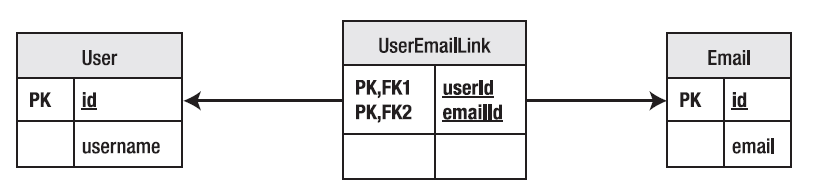 User
PK id
username
UserEmailLink
PK,FK1 userId
PK,FK2 emailId
Email
PK id
email